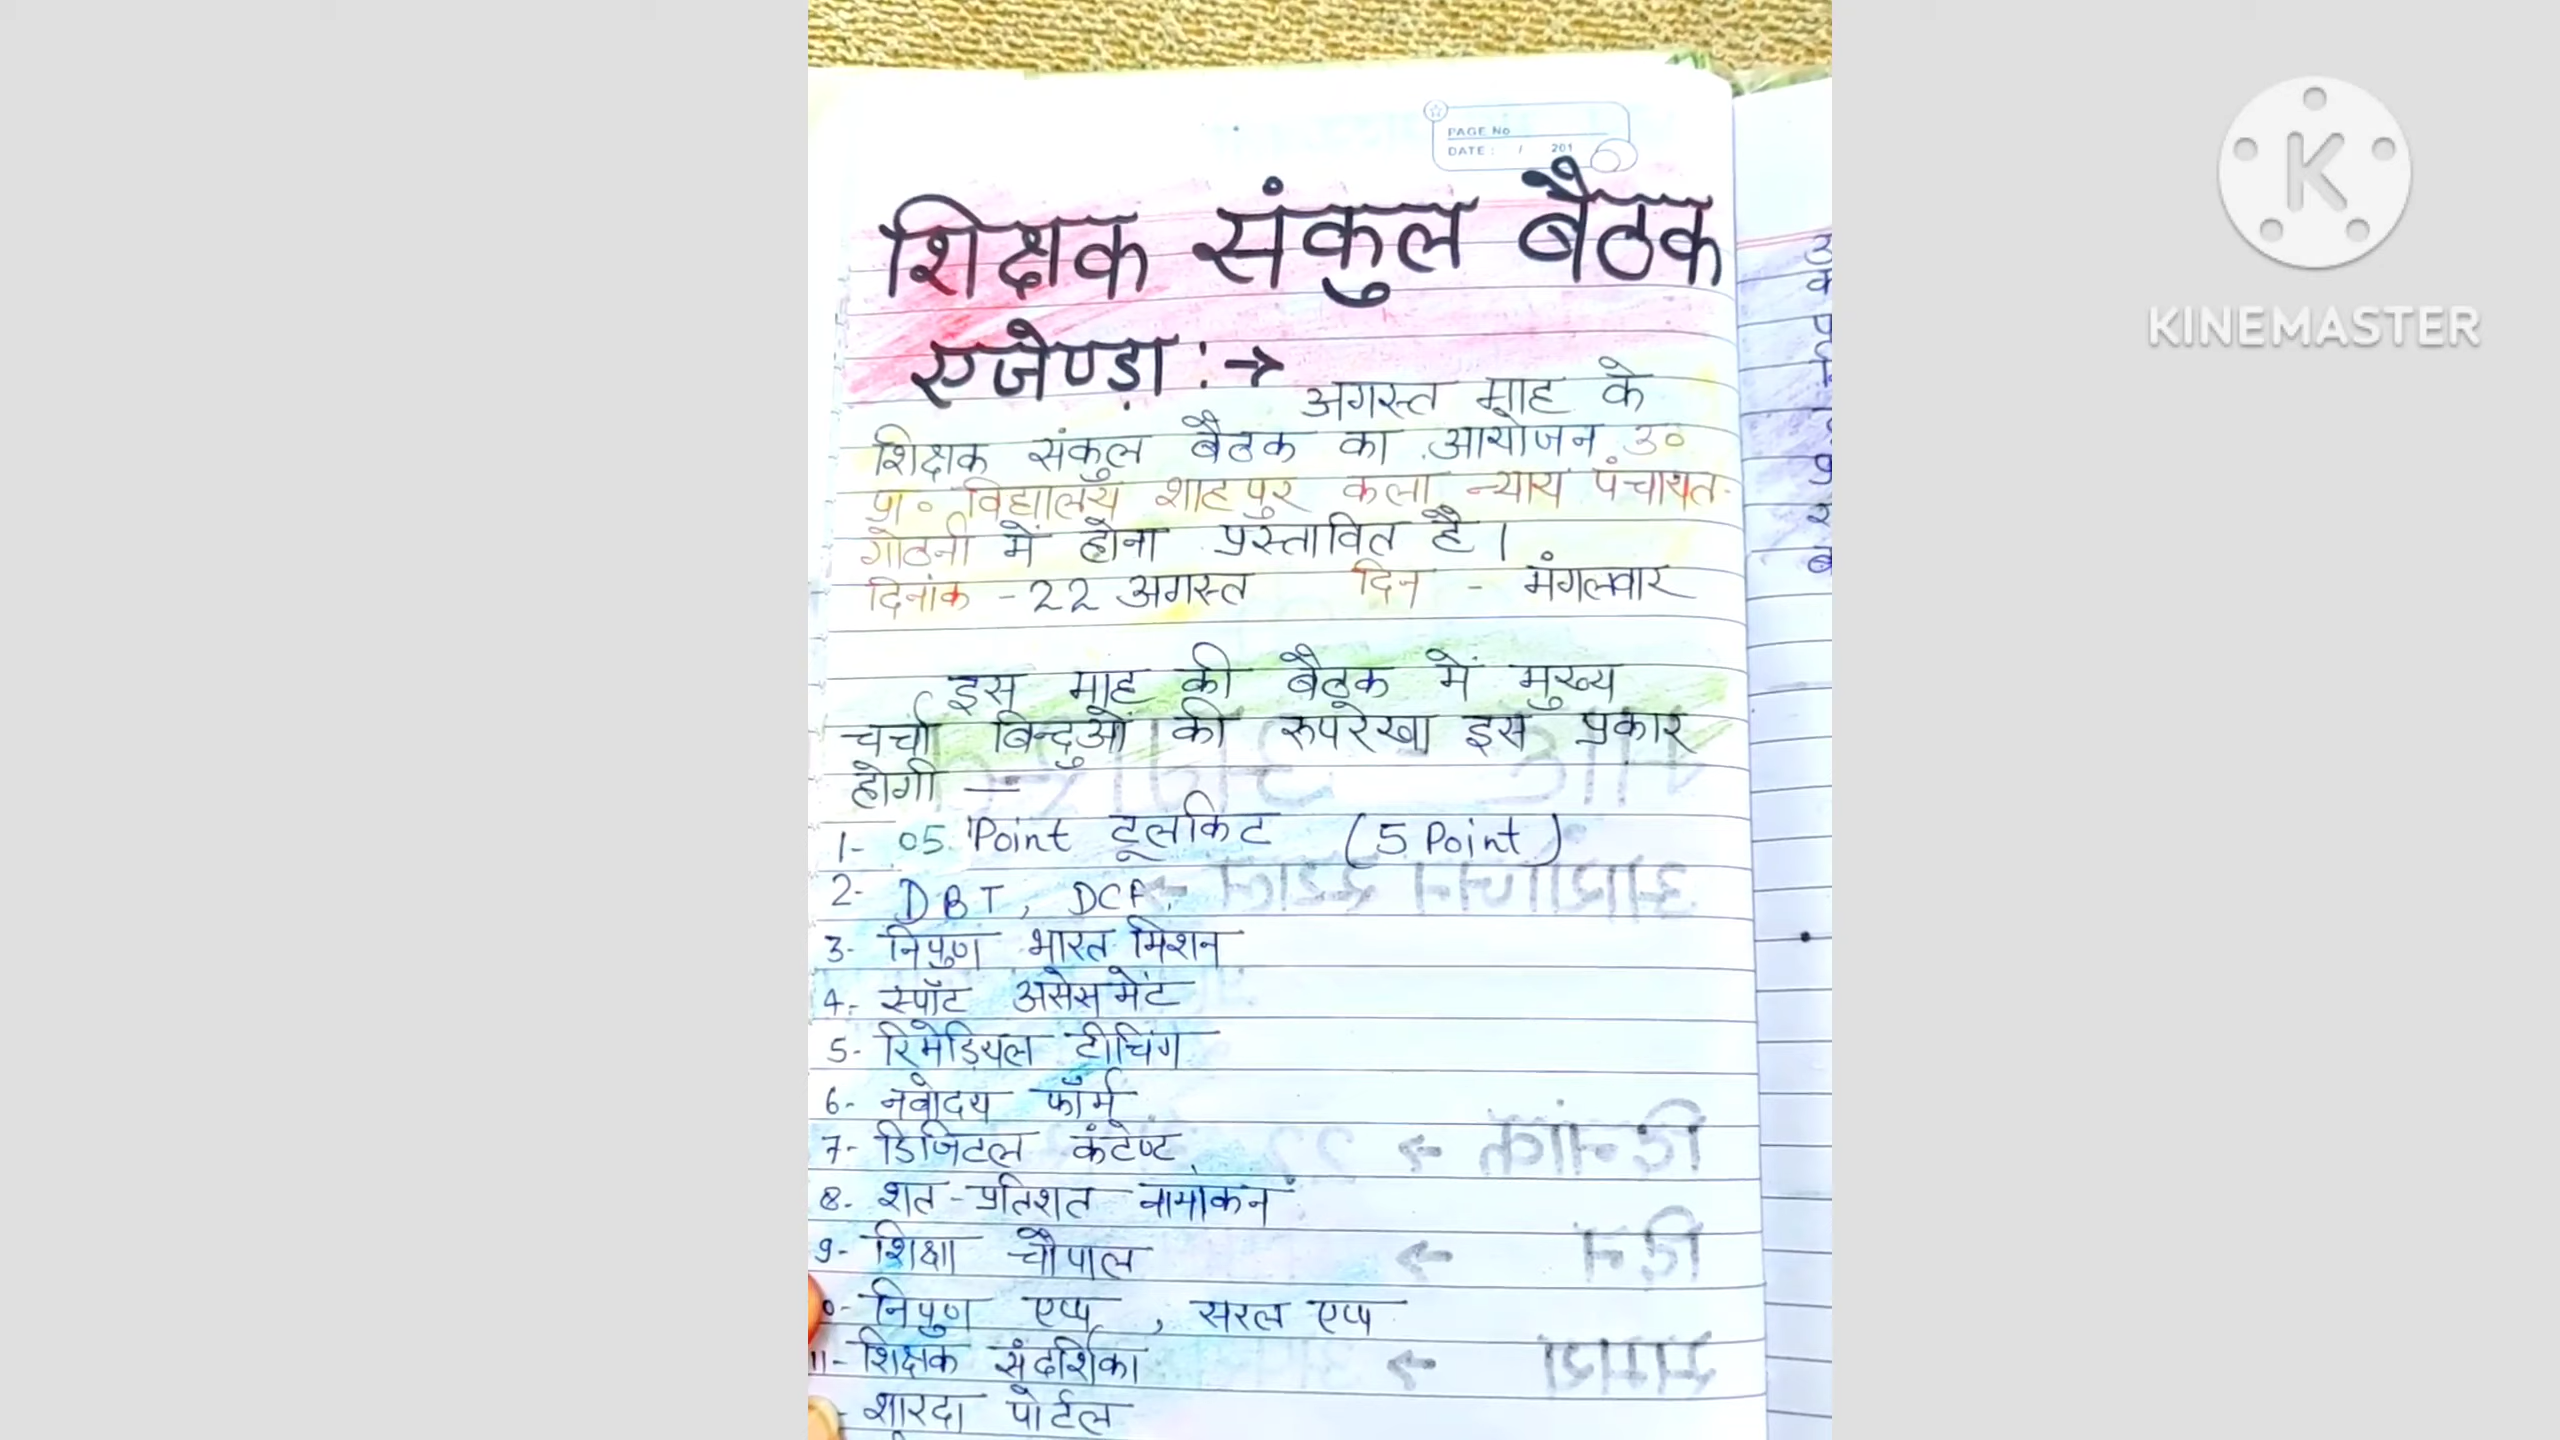 PAGE No
DATE: / 201
शिक्षक संकुल बैठक
एजेण्ड़ा :→
अगस्त माह के
शिक्षक संकुल बैठक का आयोजन उ०
प्रा० विद्यालय शाहपुर कला न्याय पंचायत-
गोठनी में होना प्रस्तावित है।
दिनांक - 22 अगस्त दिन - मंगलवार
इस माह की बैठक में मुख्य
चर्चा बिन्दुओं की रुपरेखा इस प्रकार
होगी —
1- 05 Point टूलकिट (5 Point)
2- DBT, DCF
3- निपुण भारत मिशन
4- स्पॉट असेसमेंट
5- रिमेड़ियल टीचिंग
6- नवोदय फॉर्म
7- डिजिटल कंटेण्ट
8- शत-प्रतिशत नामांकन
9- शिक्षा चौपाल
0- निपुण एप्प, सरल एप्प
11- शिक्षक संदर्शिका
- शारदा पोर्टल
KINEMASTER